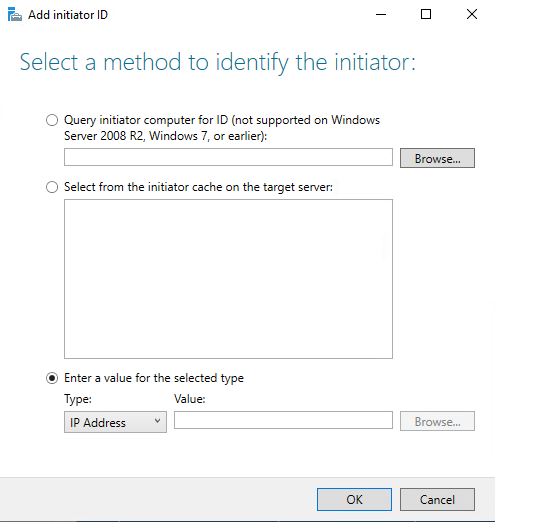 Add initiator ID
Select a method to identify the initiator:
Query initiator computer for ID (not supported on Windows
Server 2008 R2, Windows 7, or earlier):
Browse...
Select from the initiator cache on the target server:
Enter a value for the selected type
Type: Value:
IP Address Browse...
OK Cancel